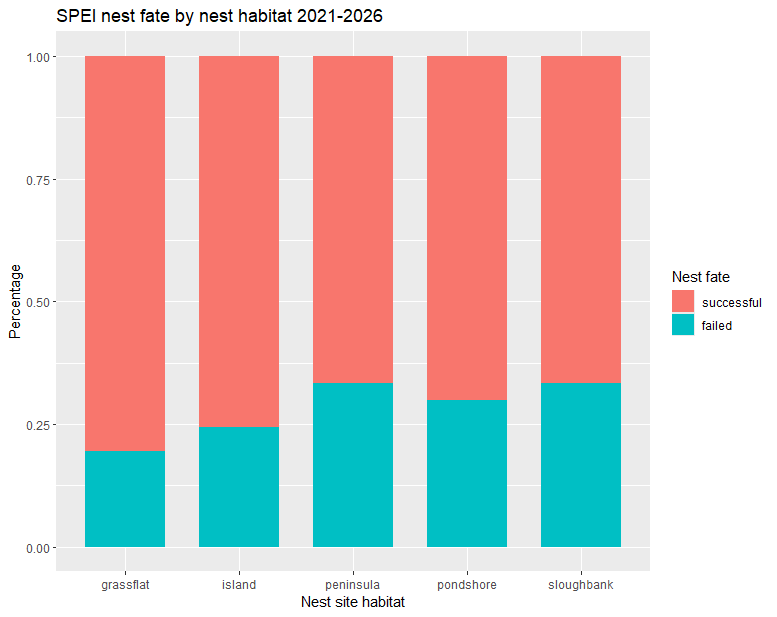 SPEI nest fate by nest habitat 2021-2026
1.00
0.75
0.50
0.25
0.00
Percentage
grassflat island peninsula pondshore sloughbank
Nest site habitat
Nest fate
successful
failed